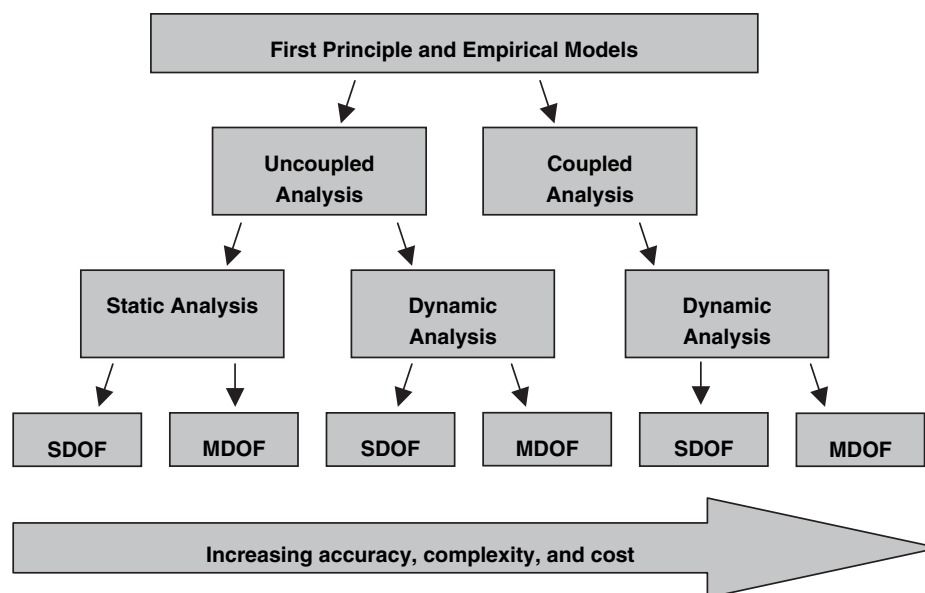 First Principle and Empirical Models
Uncoupled
Analysis
Coupled
Analysis
Static Analysis
Dynamic
Analysis
Dynamic
Analysis
SDOF
MDOF
SDOF
MDOF
SDOF
MDOF
Increasing accuracy, complexity, and cost